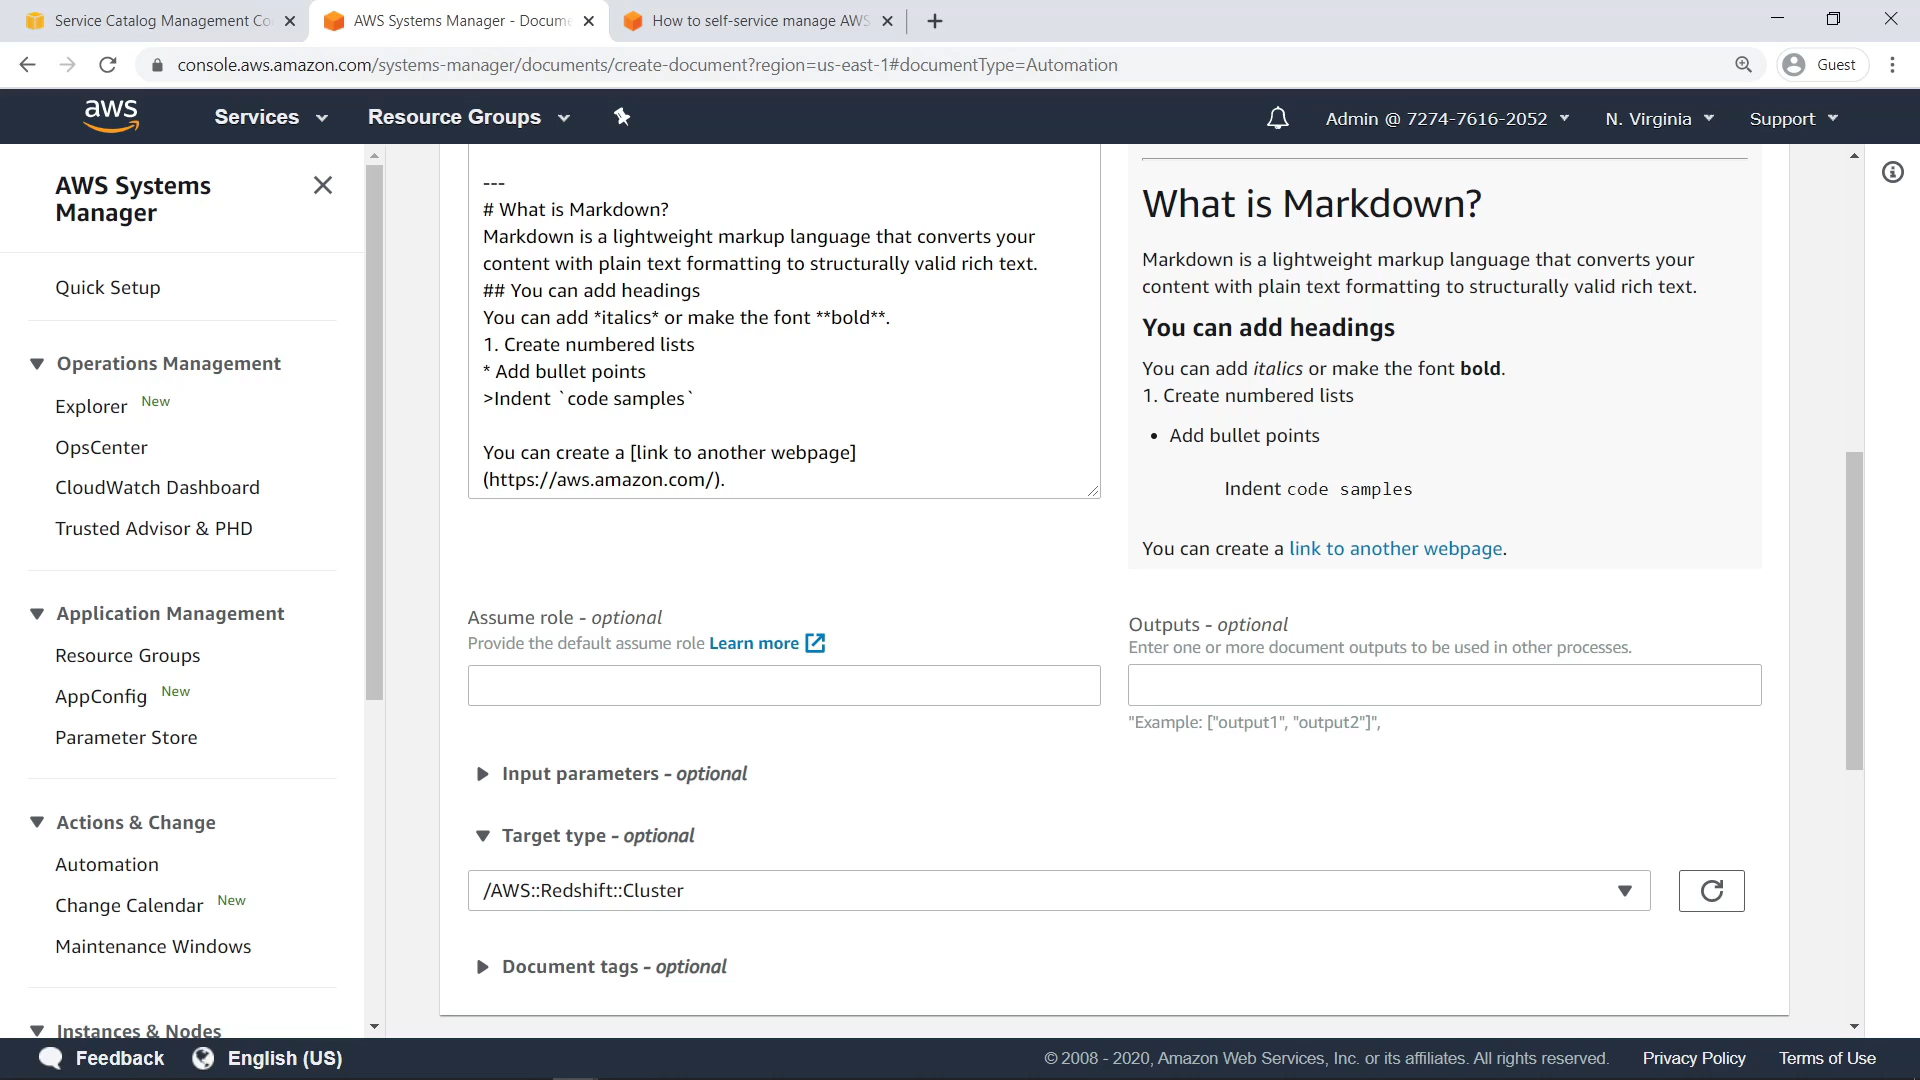 Service Catalog Management Co
AWS Systems Manager - Docume
How to self-service manage AWS
console.aws.amazon.com/systems-manager/documents/create-document?region=us-east-1#documentType=Automation
Guest
aws
Services
Resource Groups
Admin @ 7274-7616-2052
N. Virginia
Support
AWS Systems Manager
Quick Setup
Operations Management
Explorer New
OpsCenter
CloudWatch Dashboard
Trusted Advisor & PHD
Application Management
Resource Groups
AppConfig New
Parameter Store
Actions & Change
Automation
Change Calendar New
Maintenance Windows
Instances & Nodes
---
# What is Markdown?
Markdown is a lightweight markup language that converts your
content with plain text formatting to structurally valid rich text.
## You can add headings
You can add *italics* or make the font **bold**.
1. Create numbered lists
* Add bullet points
>Indent `code samples`
You can create a [link to another webpage]
(https://aws.amazon.com/).
What is Markdown?
Markdown is a lightweight markup language that converts your
content with plain text formatting to structurally valid rich text.
You can add headings
You can add italics or make the font bold.
1. Create numbered lists
• Add bullet points
Indent code samples
You can create a link to another webpage.
Assume role - optional
Provide the default assume role Learn more
Outputs - optional
Enter one or more document outputs to be used in other processes.
"Example: ["output1", "output2"]",
Input parameters - optional
Target type - optional
/AWS::Redshift::Cluster
Document tags - optional
Feedback
English (US)
© 2008 - 2020, Amazon Web Services, Inc. or its affiliates. All rights reserved.
Privacy Policy
Terms of Use